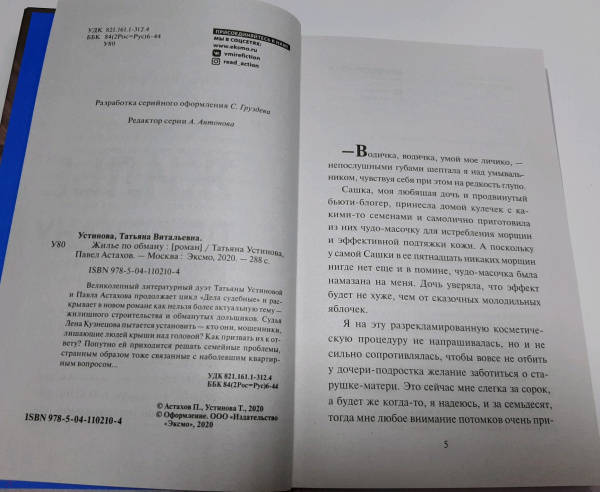 УДК 821.161.1-312.4
ББК 84(2Рос=Рус)6-44
У80
ПРИСОЕДИНЯЙТЕСЬ К НАМ!
МЫ В СОЦСЕТЯХ:
www.eksmo.ru
vmirefiction
read_action
Разработка серийного оформления С. Груздева
Редактор серии А. Антонова
Устинова, Татьяна Витальевна.
У80 Жилье по обману : [роман] / Татьяна Устинова,
Павел Астахов. — Москва : Эксмо, 2020. — 288 с.
ISBN 978-5-04-110210-4
Великолепный литературный дуэт Татьяны Устиновой
и Павла Астахова продолжает цикл «Дела судебные» и рас-
крывает в новом романе как нельзя более актуальную тему —
жилищного строительства и обманутых дольщиков. Судья
Лена Кузнецова пытается установить — кто они, мошенники,
лишающие людей крыши над головой? Как призвать их к от-
вету? Попутно ей приходится решать семейные проблемы,
странным образом тоже связанные с наболевшим квартир-
ным вопросом...
УДК 821.161.1-312.4
ББК 84(2Рос=Рус)6-44
© Астахов П., Устинова Т., 2020
© Оформление. ООО «Издательство
«Эксмо», 2020
ISBN 978-5-04-110210-4
—Водичка, водичка, умой мое личико, —
непослушными губами шептала я над умываль-
ником, чувствуя себя при этом на редкость глупо.
Сашка, моя любящая дочь и продвинутый
бьюти-блогер, принесла домой кулечек с ка-
кими-то семенами и самолично приготовила
из них чудо-масочку для истребления морщин
и эффективной подтяжки кожи. А поскольку
у самой Сашки в ее пятнадцать никаких морщин
нигде нет еще и в помине, чудо-масочка была
намазана на меня. Дочь уверяла, что эффект
будет не хуже, чем от сказочных молодильных
яблочек.
Я на эту разрекламированную косметиче-
скую процедуру не напрашивалась, но и не
сильно сопротивлялась, чтобы вовсе не отбить
у дочери-подростка желание заботиться о ста-
рушке-матери. Это сейчас мне слегка за сорок,
а будет же когда-то, я надеюсь, и за семьдесят,
тогда мне любое внимание потомков очень при-
5